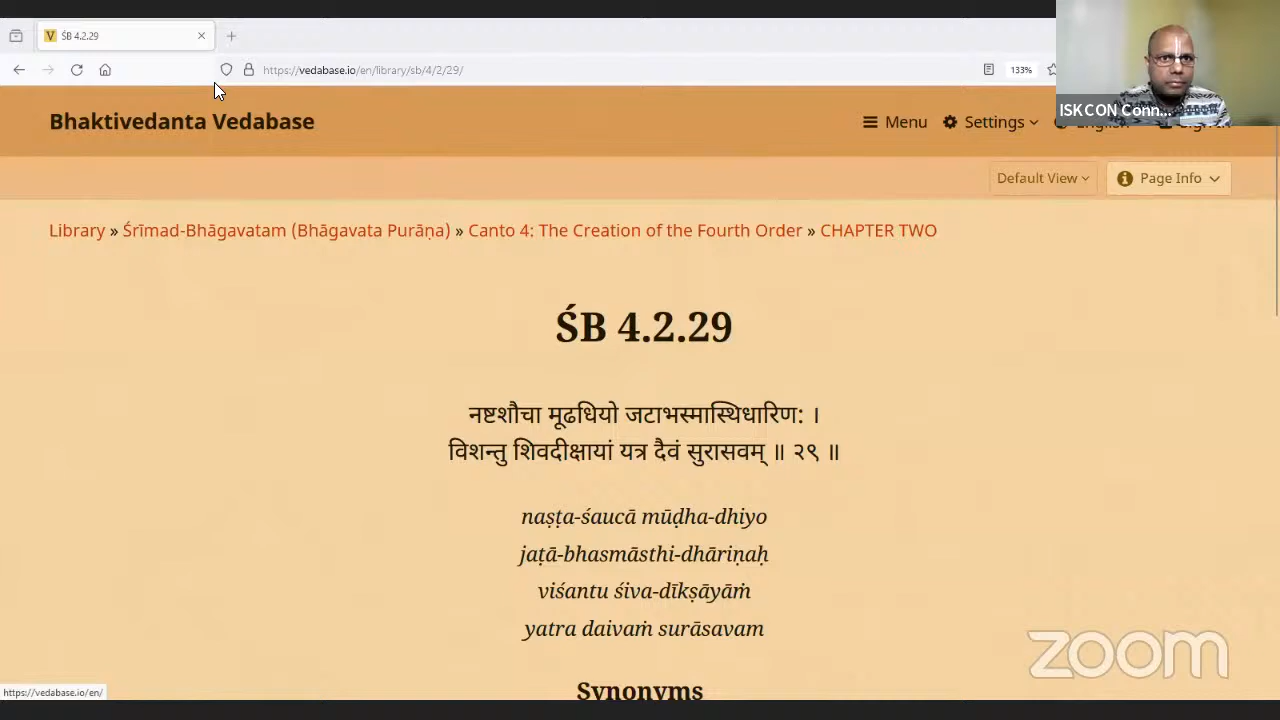 ŚB 4.2.29
https://vedabase.io/en/library/sb/4/2/29/
133%
ISKCON Conn...
Bhaktivedanta Vedabase
Menu
Settings
English
Default View
Page Info
Library » Śrīmad-Bhāgavatam (Bhāgavata Purāṇa) » Canto 4: The Creation of the Fourth Order » CHAPTER TWO
ŚB 4.2.29
नष्टशौचा मूढधियो जटाभस्मास्थिधारिण: ।
विशन्तु शिवदीक्षायां यत्र दैवं सुरासवम् ॥ २९ ॥
naṣṭa-śaucā mūḍha-dhiyo
jaṭā-bhasmāsthi-dhāriṇaḥ
viśantu śiva-dīkṣāyāṁ
yatra daivaṁ surāsavam
zoom
Synonyms
https://vedabase.io/en/